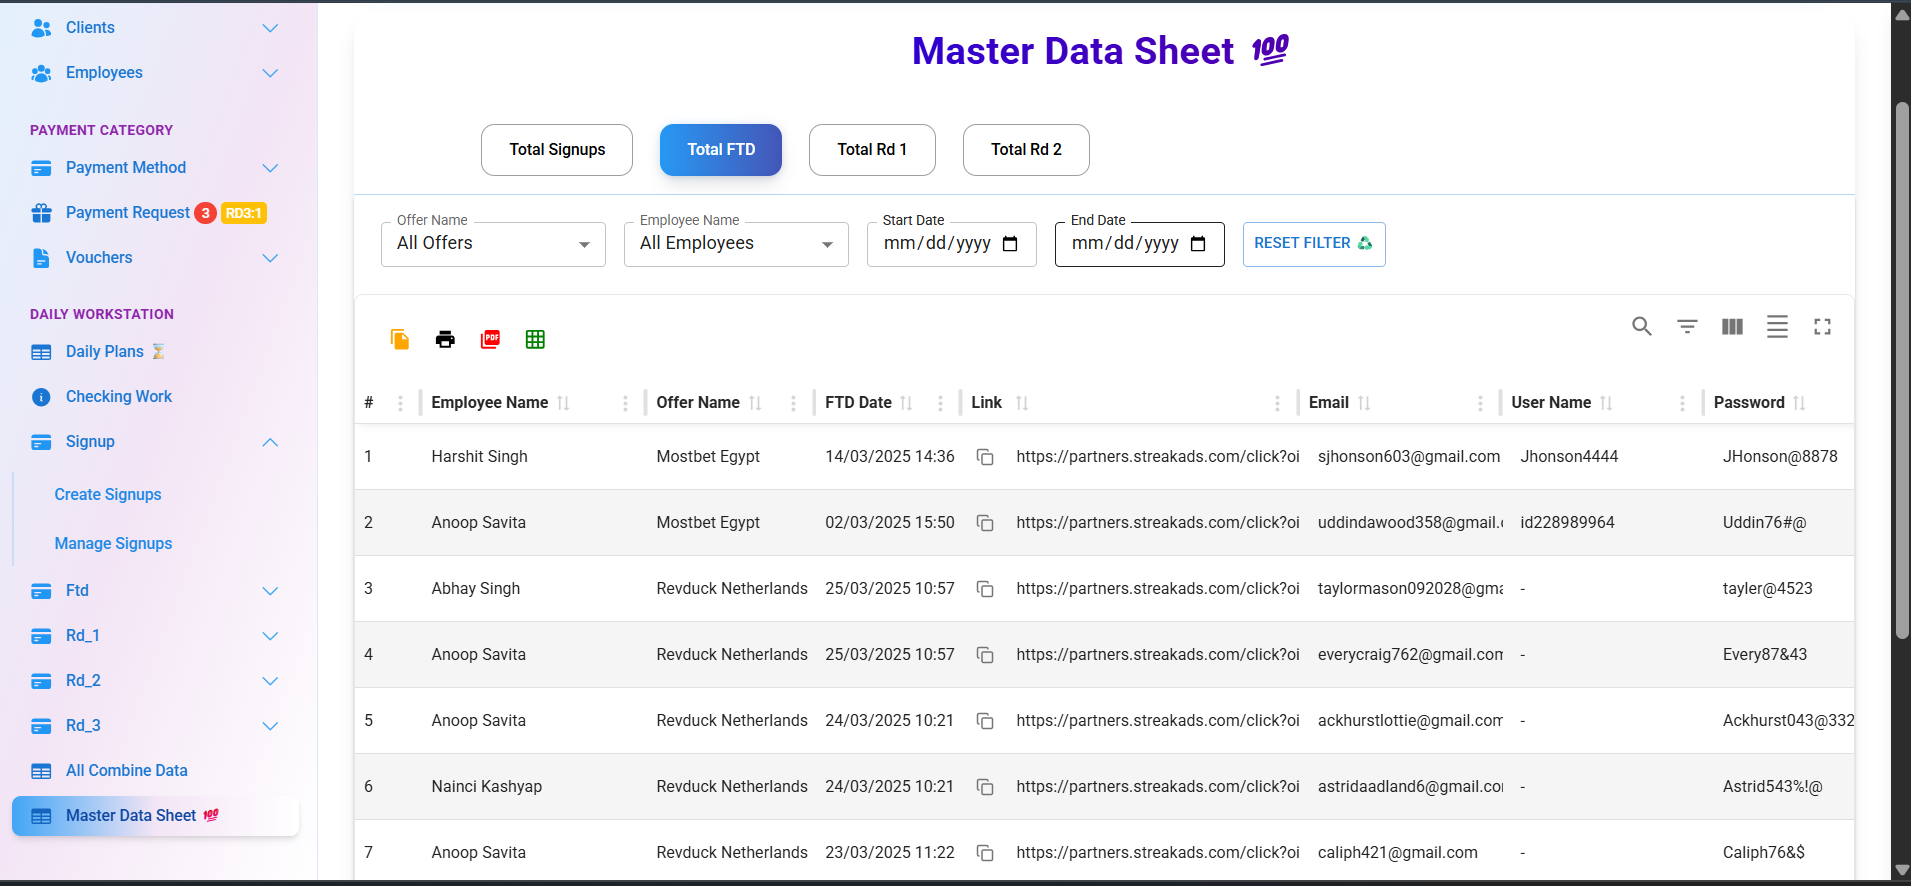 Clients
Employees
PAYMENT CATEGORY
Payment Method
Payment Request 3 RD3:1
Vouchers
DAILY WORKSTATION
Daily Plans ⏳
Checking Work
Signup
Create Signups
Manage Signups
Ftd
Rd_1
Rd_2
Rd_3
All Combine Data
Master Data Sheet 💯
Master Data Sheet 💯
Total Signups Total FTD Total Rd 1 Total Rd 2
Offer Name Employee Name Start Date End Date
All Offers All Employees mm/dd/yyyy mm/dd/yyyy RESET FILTER ♻
PDF
# Employee Name Offer Name FTD Date Link Email User Name Password
1 Harshit Singh Mostbet Egypt 14/03/2025 14:36 https://partners.streakads.com/click?oi sjhonson603@gmail.com Jhonson4444 JHonson@8878
2 Anoop Savita Mostbet Egypt 02/03/2025 15:50 https://partners.streakads.com/click?oi uddindawood358@gmail. id228989964 Uddin76#@
3 Abhay Singh Revduck Netherlands 25/03/2025 10:57 https://partners.streakads.com/click?oi taylormason092028@gma - tayler@4523
4 Anoop Savita Revduck Netherlands 25/03/2025 10:57 https://partners.streakads.com/click?oi everycraig762@gmail.com - Every87&43
5 Anoop Savita Revduck Netherlands 24/03/2025 10:21 https://partners.streakads.com/click?oi ackhurstlottie@gmail.com - Ackhurst043@332
6 Nainci Kashyap Revduck Netherlands 24/03/2025 10:21 https://partners.streakads.com/click?oi astridaadland6@gmail.co - Astrid543%!@
7 Anoop Savita Revduck Netherlands 23/03/2025 11:22 https://partners.streakads.com/click?oi caliph421@gmail.com - Caliph76&$